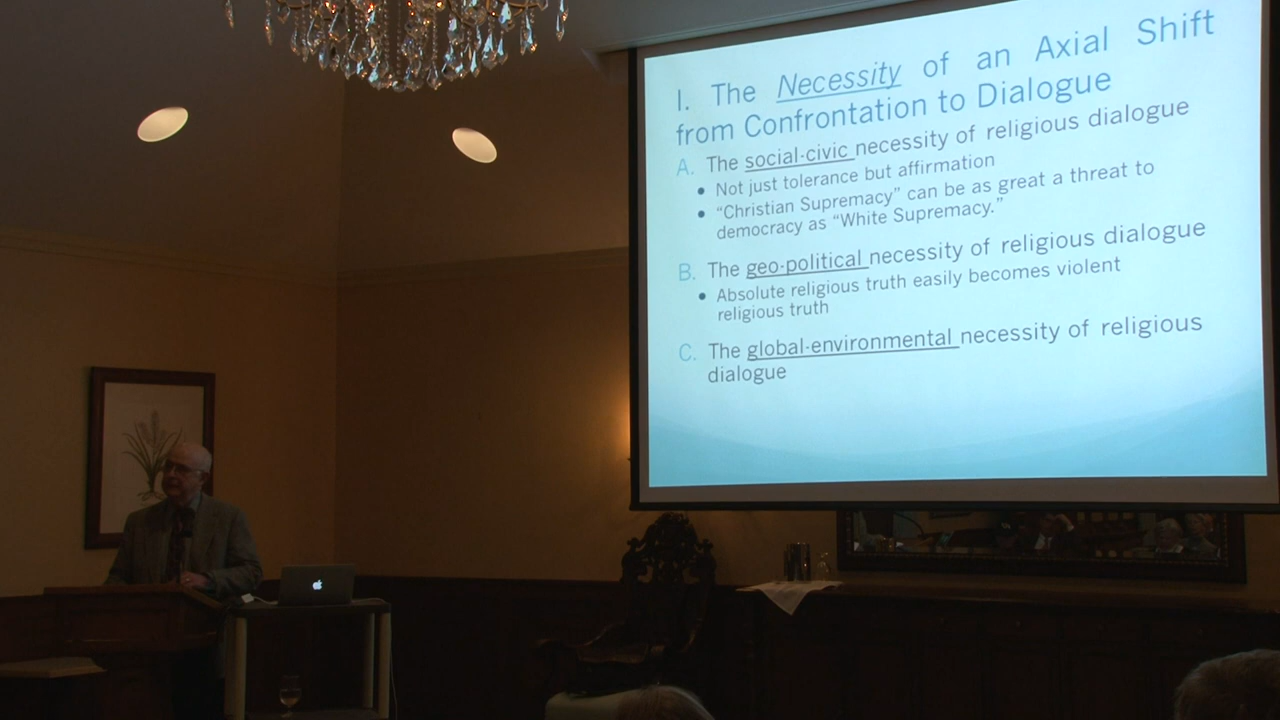 I. The Necessity of an Axial Shift
from Confrontation to Dialogue
A. The social-civic necessity of religious dialogue
• Not just tolerance but affirmation
• “Christian Supremacy” can be as great a threat to
democracy as “White Supremacy.”
B. The geo-political necessity of religious dialogue
• Absolute religious truth easily becomes violent
religious truth
C. The global-environmental necessity of religious
dialogue